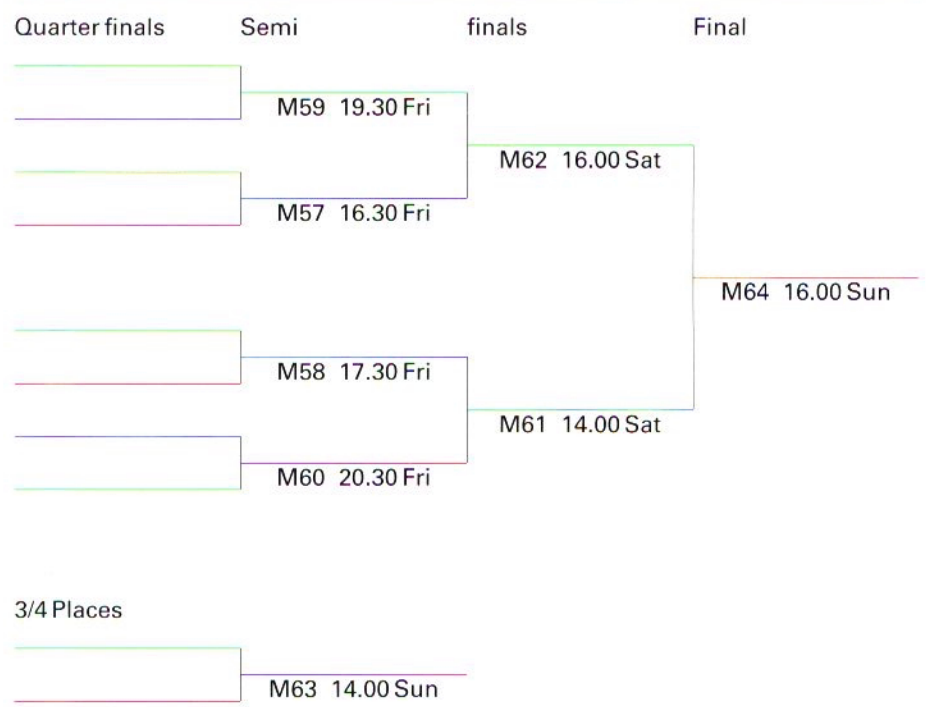 Quarter finals Semi finals Final
M59 19.30 Fri
M62 16.00 Sat
M57 16.30 Fri
M64 16.00 Sun
M58 17.30 Fri
M61 14.00 Sat
M60 20.30 Fri
3/4 Places
M63 14.00 Sun